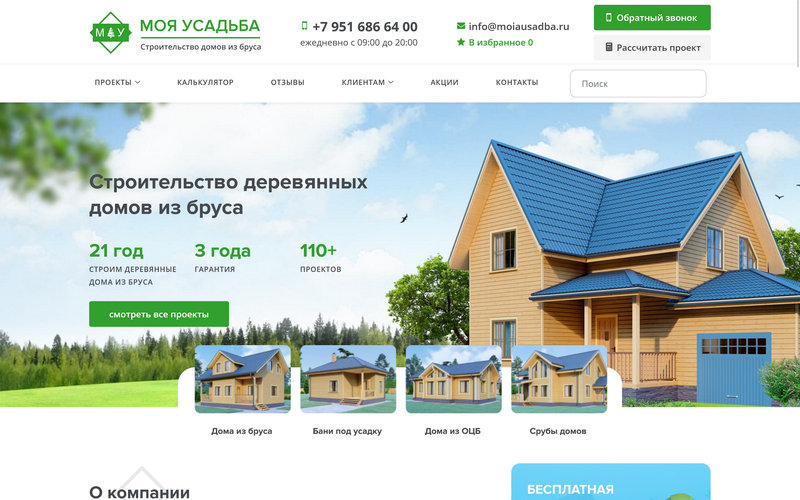 МУ
МОЯ УСАДЬБА
Строительство домов из бруса
+7 951 686 64 00
ежедневно с 09:00 до 20:00
info@moiausadba.ru
В избранное 0
Обратный звонок
Рассчитать проект
ПРОЕКТЫ
КАЛЬКУЛЯТОР
ОТЗЫВЫ
КЛИЕНТАМ
АКЦИИ
КОНТАКТЫ
Поиск
Строительство деревянных
домов из бруса
21 год
СТРОИМ ДЕРЕВЯННЫЕ
ДОМА ИЗ БРУСА
3 года
ГАРАНТИЯ
110+
ПРОЕКТОВ
смотреть все проекты
Дома из бруса
Бани под усадку
Дома из ОЦБ
Срубы домов
О компании
БЕСПЛАТНАЯ